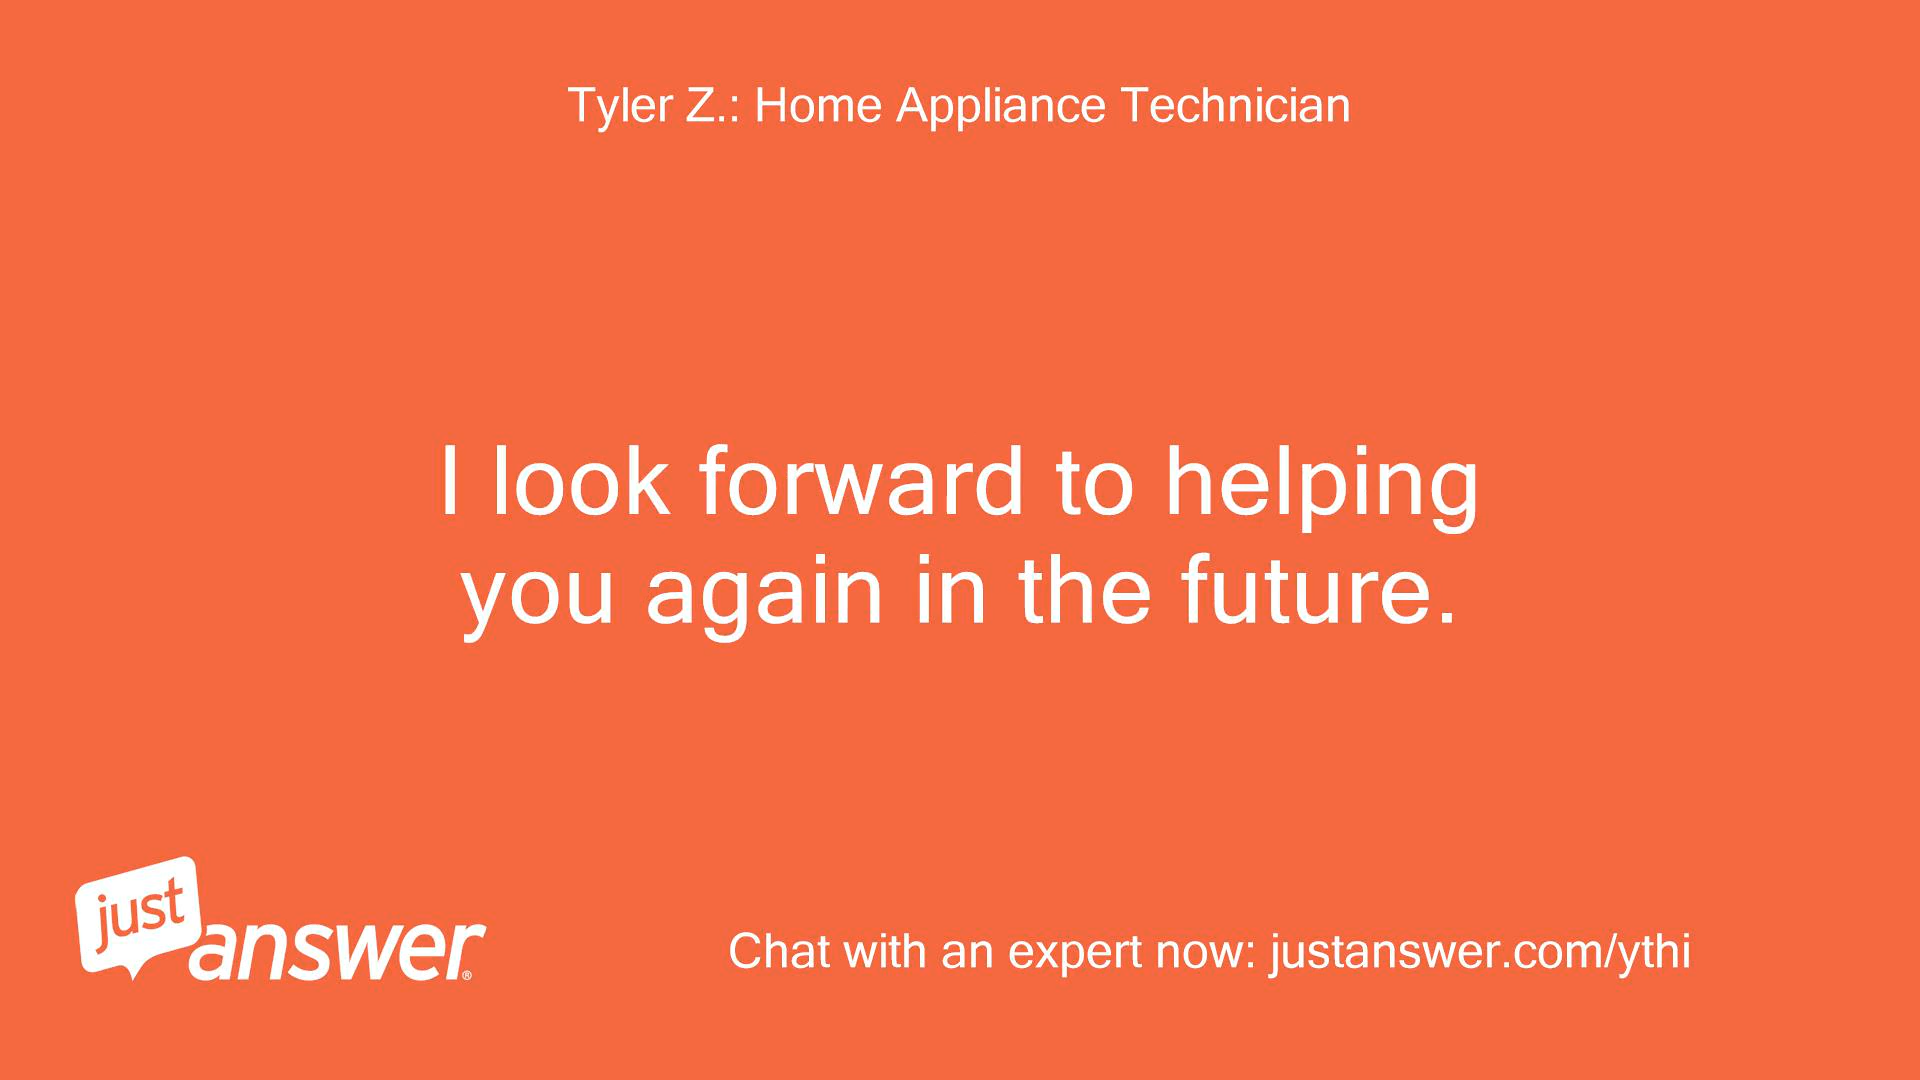 Tyler Z.: Home Appliance Technician
I look forward to helping
you again in the future.
just
answer®
Chat with an expert now: justanswer.com/ythi